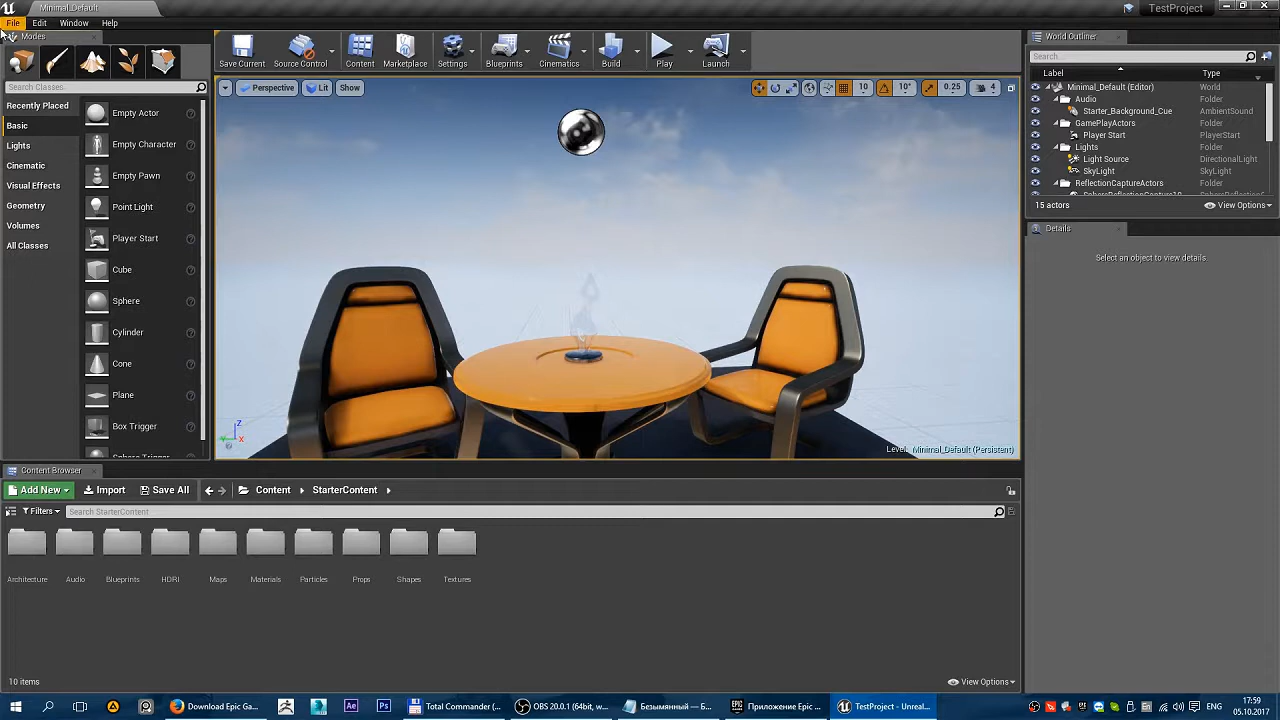 Minimal_Default
TestProject
File Edit Window Help
Modes
Search Classes
Recently Placed
Basic
Lights
Cinematic
Visual Effects
Geometry
Volumes
All Classes
Empty Actor
Empty Character
Empty Pawn
Point Light
Player Start
Cube
Sphere
Cylinder
Cone
Plane
Box Trigger
Sphere Trigger
Save Current
Source Control
Content
Marketplace
Settings
Blueprints
Cinematics
Build
Play
Launch
Perspective
Lit
Show
10
10°
0.25
4
Z
X
Level: Minimal_Default (Persistent)
World Outliner
Search...
Label Type
Minimal_Default (Editor) World
Audio Folder
Starter_Background_Cue AmbientSound
GamePlayActors Folder
Player Start PlayerStart
Lights Folder
Light Source DirectionalLight
SkyLight SkyLight
ReflectionCaptureActors Folder
15 actors View Options
Details
Select an object to view details.
Content Browser
Add New Import Save All Content StarterContent
Filters Search StarterContent
Architecture Audio Blueprints HDRI Maps Materials Particles Props Shapes Textures
10 items View Options
Download Epic Ga...
Ae
Ps
Total Commander (...
OBS 20.0.1 (64bit, w...
Безымянный — Б...
Приложение Epic ...
TestProject - Unreal...
17:59
05.10.2017